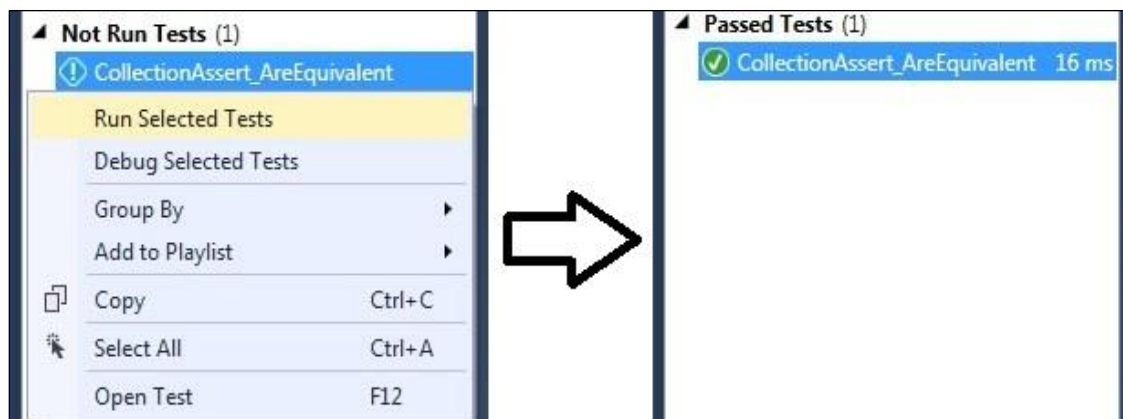 Not Run Tests (1)
CollectionAssert_AreEquivalent
Run Selected Tests
Debug Selected Tests
Group By
Add to Playlist
Copy Ctrl+C
Select All Ctrl+A
Open Test F12
Passed Tests (1)
CollectionAssert_AreEquivalent 16 ms